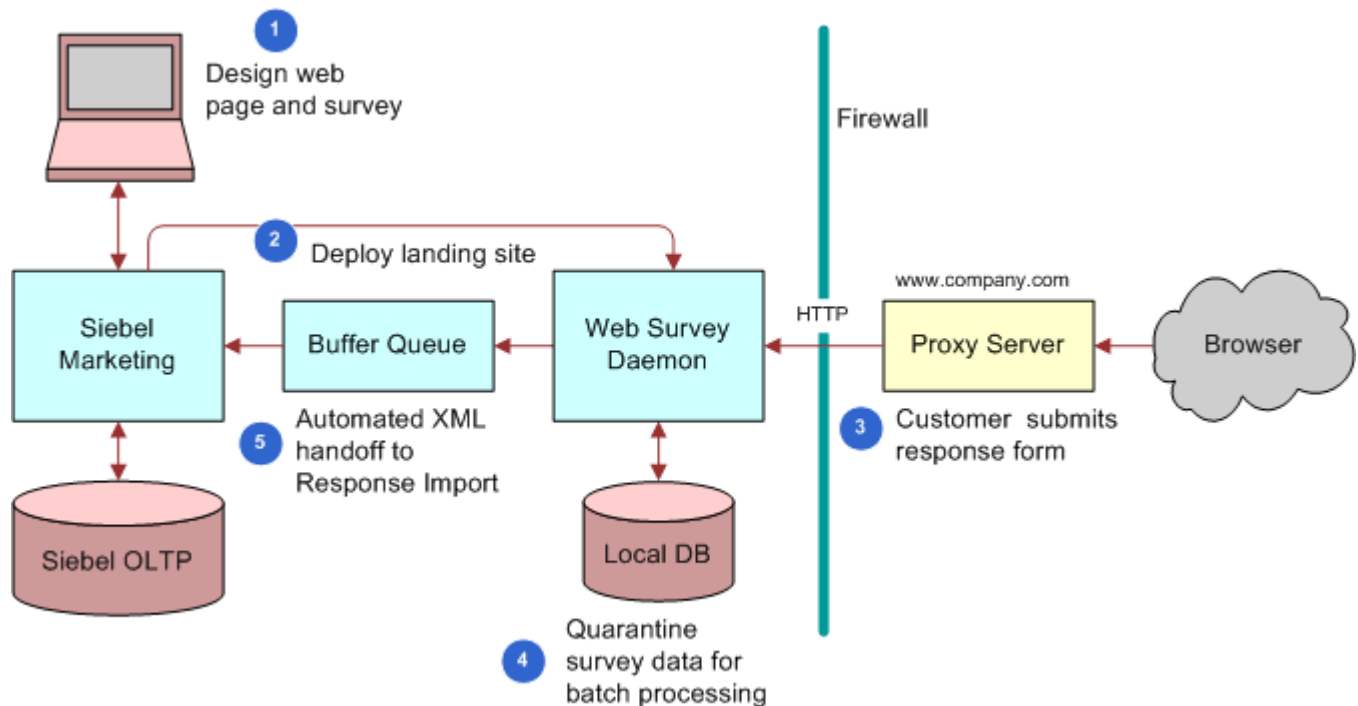 1
Design web
page and survey
Firewall
2
Deploy landing site
www.company.com
Siebel
Marketing
Buffer Queue
Web Survey
Daemon
HTTP
Proxy Server
Browser
5
Automated XML
handoff to
Response Import
3
Customer submits
response form
Siebel OLTP
Local DB
4
Quarantine
survey data for
batch processing